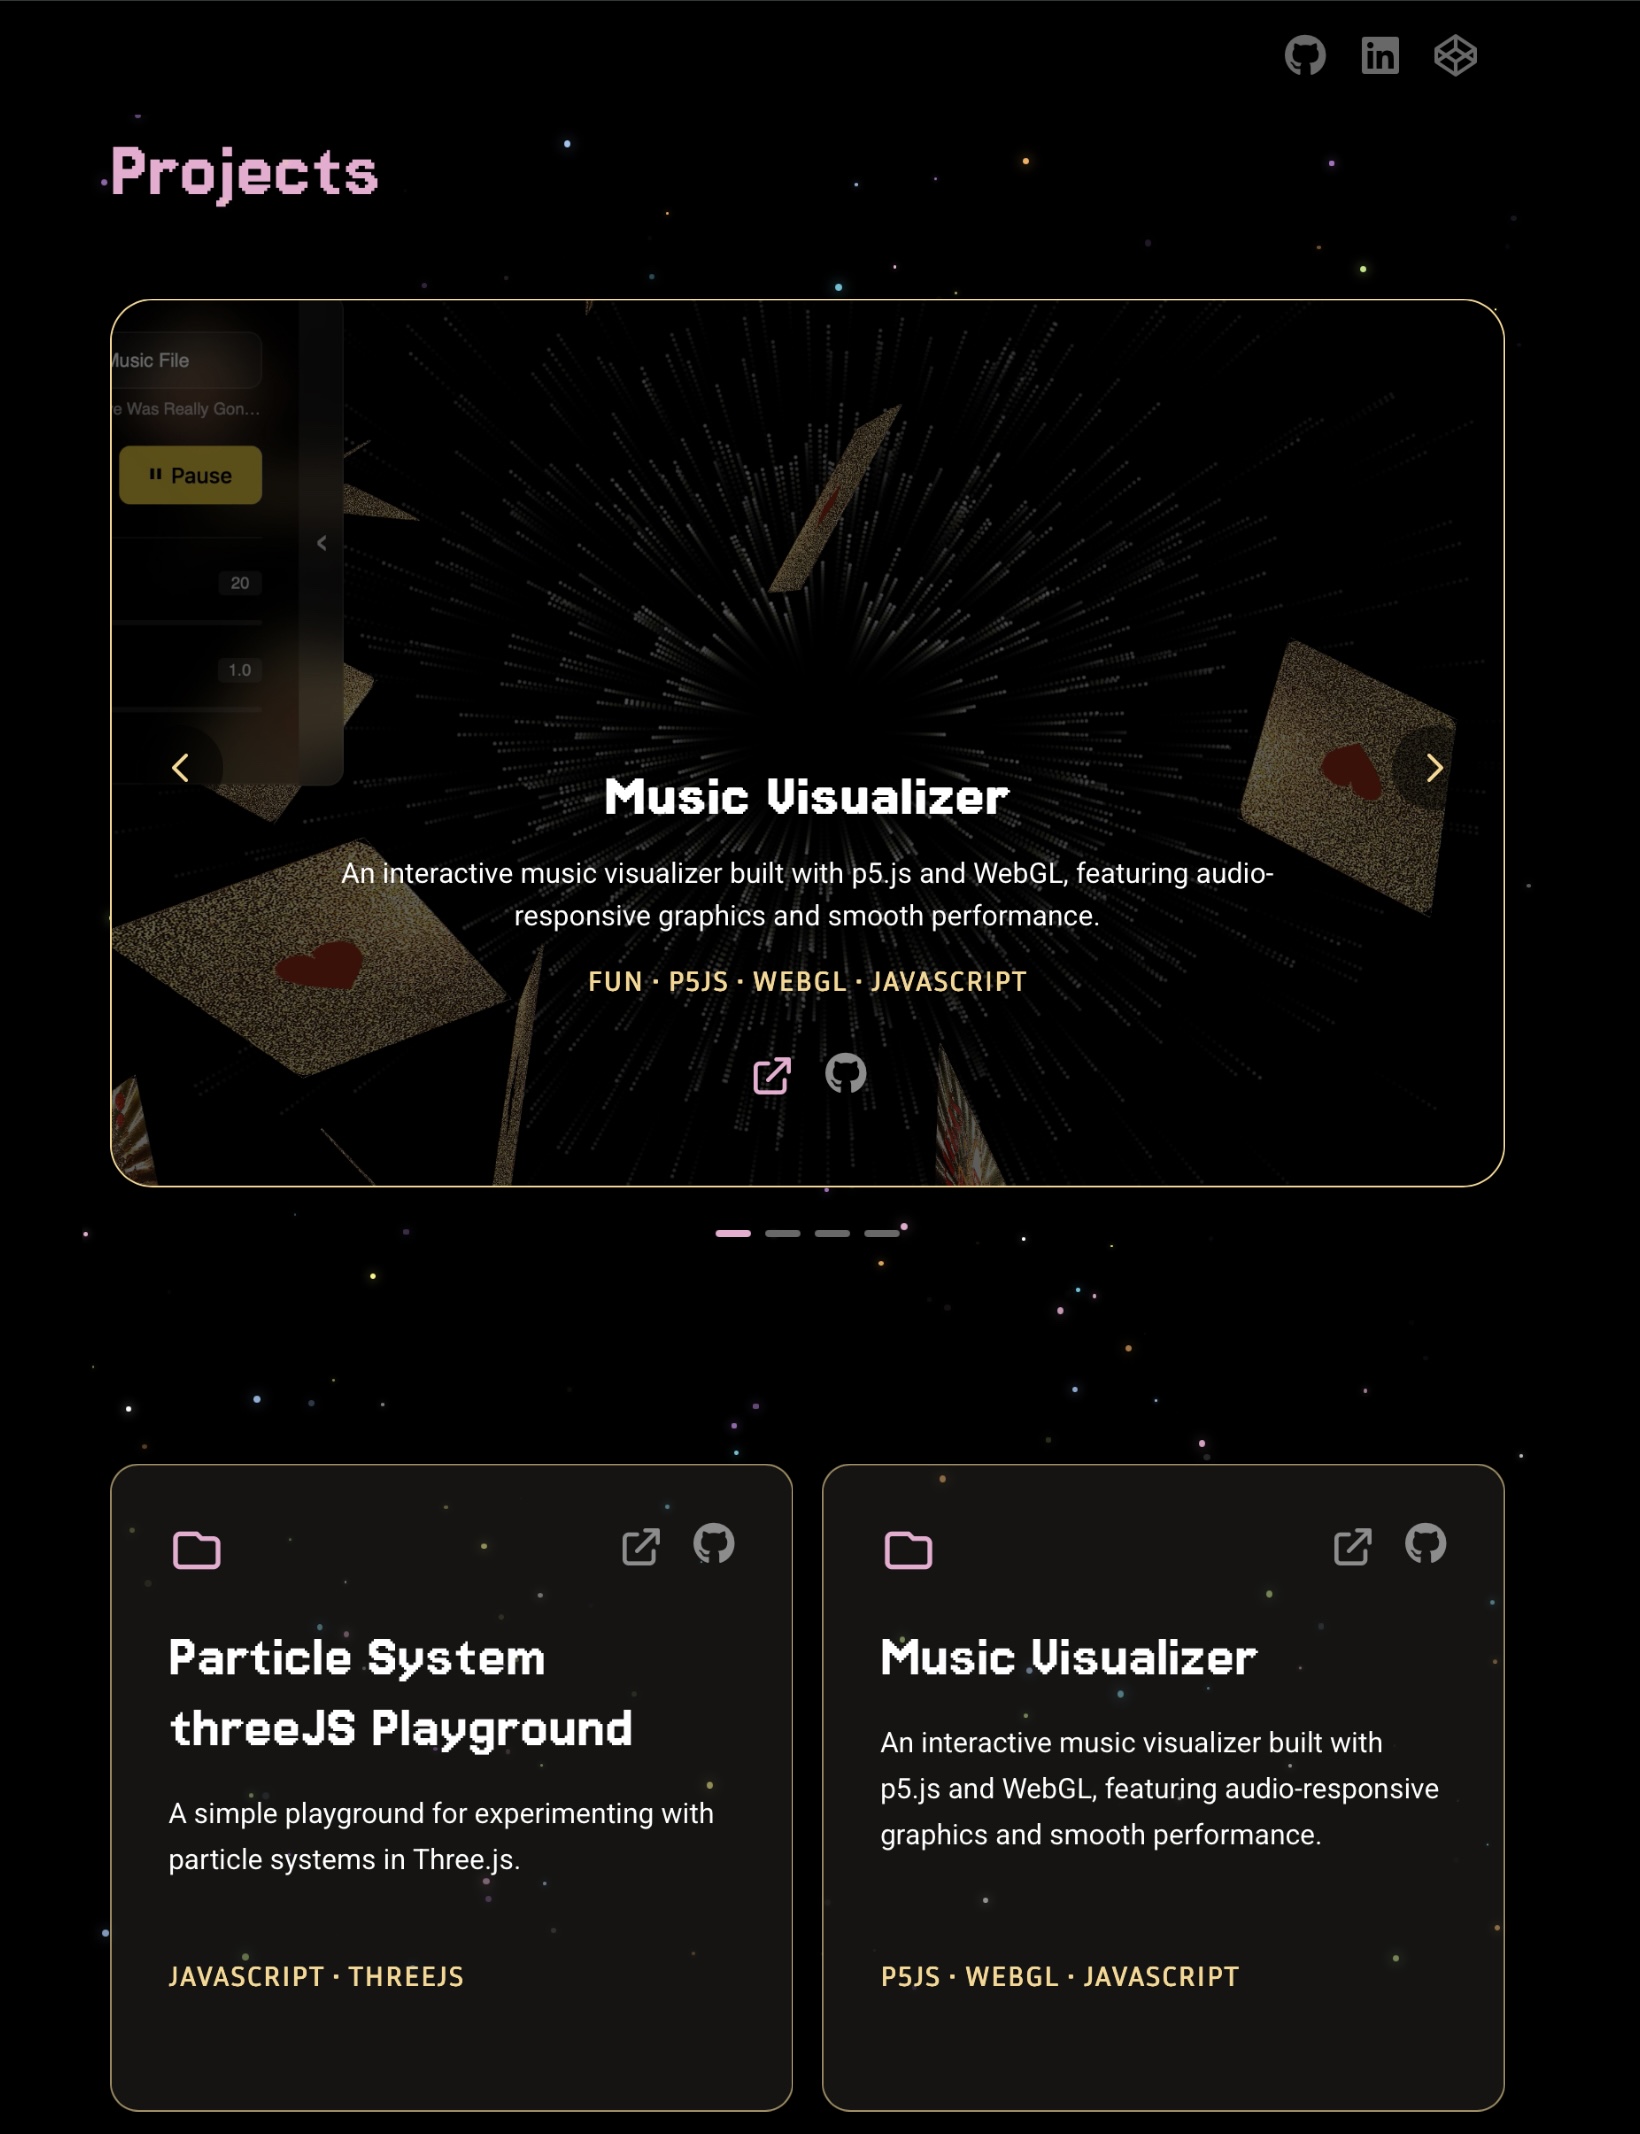 Projects
Music File
e Was Really Gon...
Pause
20
1.0
Music Visualizer
An interactive music visualizer built with p5.js and WebGL, featuring audio-
responsive graphics and smooth performance.
FUN · P5JS · WEBGL · JAVASCRIPT
Particle System
threeJS Playground
A simple playground for experimenting with
particle systems in Three.js.
JAVASCRIPT · THREEJS
Music Visualizer
An interactive music visualizer built with
p5.js and WebGL, featuring audio-responsive
graphics and smooth performance.
P5JS · WEBGL · JAVASCRIPT